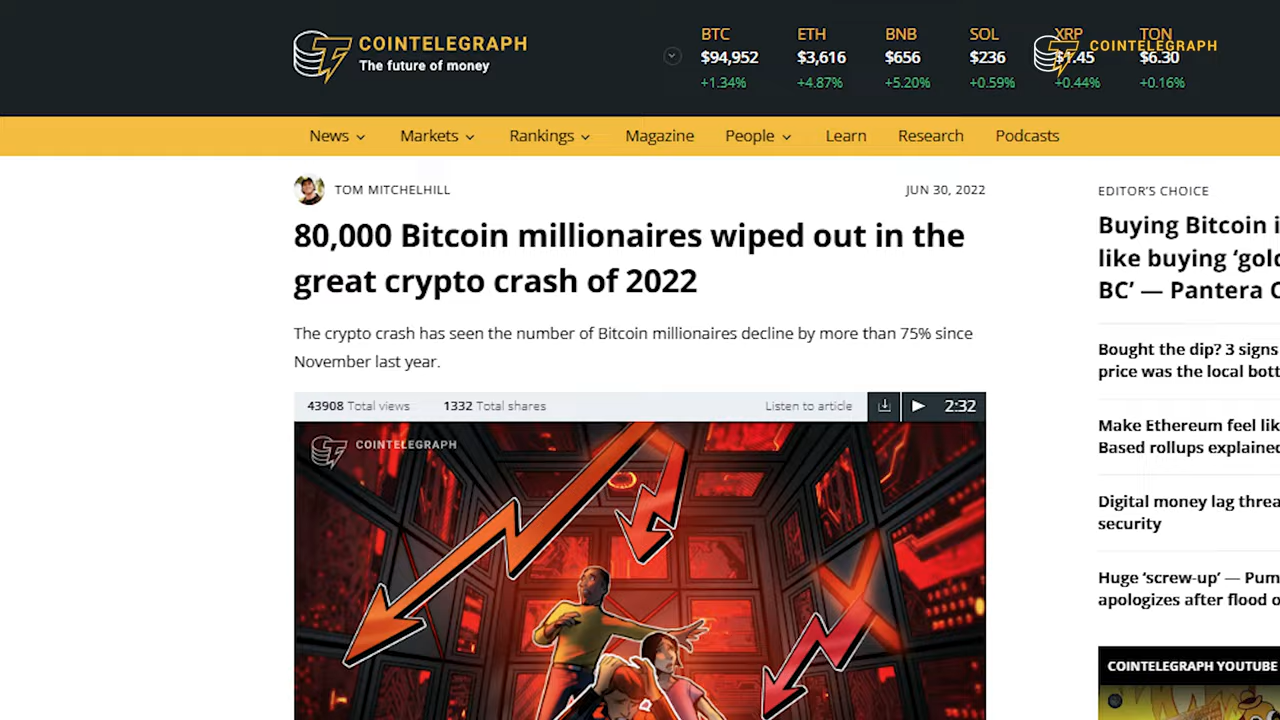 COINTELEGRAPH
The future of money
BTC ETH BNB SOL XRP TON
$94,952 $3,616 $656 $236 $1.45 $6.30
+1.34% +4.87% +5.20% +0.59% +0.44% +0.16%
COINTELEGRAPH
News Markets Rankings Magazine People Learn Research Podcasts
TOM MITCHELHILL JUN 30, 2022
80,000 Bitcoin millionaires wiped out in the
great crypto crash of 2022
The crypto crash has seen the number of Bitcoin millionaires decline by more than 75% since
November last year.
43908 Total views 1332 Total shares Listen to article 2:32
COINTELEGRAPH
EDITOR'S CHOICE
Buying Bitcoin i
like buying ‘gol
BC’ — Pantera
Bought the dip? 3 signs
price was the local bott
Make Ethereum feel lik
Based rollups explaine
Digital money lag threa
security
Huge ‘screw-up’ — Pum
apologizes after flood o
COINTELEGRAPH YOUTUBE